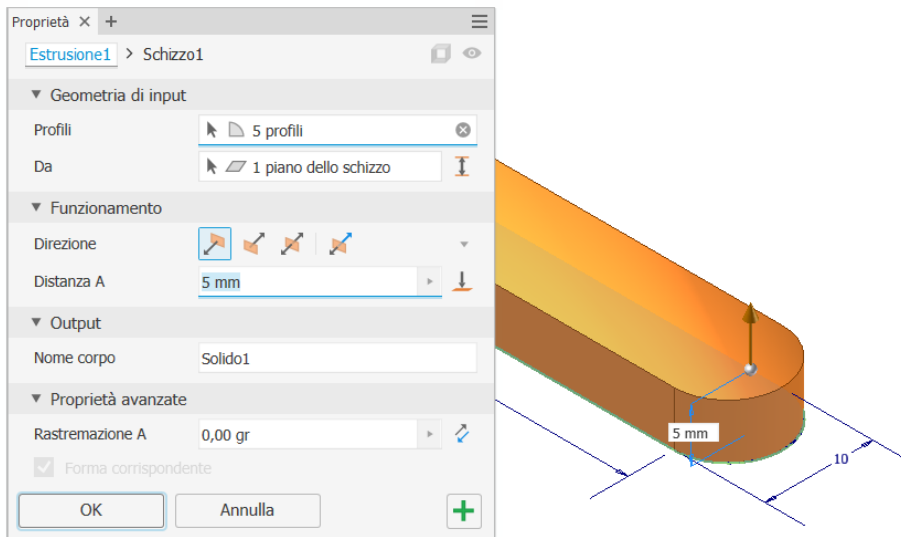 Proprietà
Estrusione1 > Schizzo1
Geometria di input
Profili 5 profili
Da 1 piano dello schizzo
Funzionamento
Direzione
Distanza A 5 mm
Output
Nome corpo Solido1
Proprietà avanzate
Rastremazione A 0,00 gr
Forma corrispondente
OK Annulla
5 mm
10